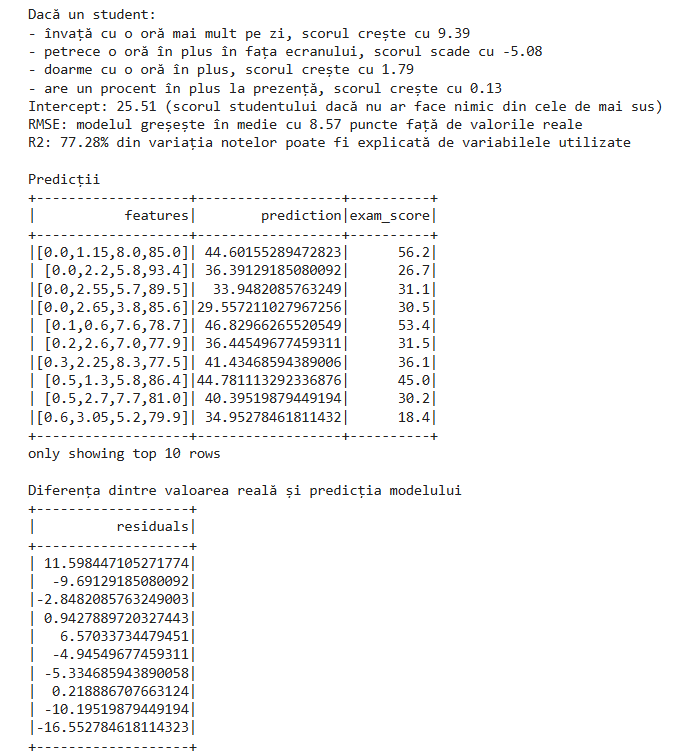 Dacă un student:
- învață cu o oră mai mult pe zi, scorul crește cu 9.39
- petrece o oră în plus în fața ecranului, scorul scade cu -5.08
- doarme cu o oră în plus, scorul crește cu 1.79
- are un procent în plus la prezență, scorul crește cu 0.13
Intercept: 25.51 (scorul studentului dacă nu ar face nimic din cele de mai sus)
RMSE: modelul greșește în medie cu 8.57 puncte față de valorile reale
R2: 77.28% din variația notelor poate fi explicată de variabilele utilizate

Predicții
+-------------------+-----------------+----------+
|           features|       prediction|exam_score|
+-------------------+-----------------+----------+
|[0.0,1.15,8.0,85.0]| 44.60155289472823|      56.2|
| [0.0,2.2,5.8,93.4]| 36.39129185080092|      26.7|
|[0.0,2.55,5.7,89.5]|  33.9482085763249|      31.1|
|[0.0,2.65,3.8,85.6]|29.557211027967256|      30.5|
| [0.1,0.6,7.6,78.7]| 46.82966265520549|      53.4|
| [0.2,2.6,7.0,77.9]| 36.44549677459311|      31.5|
|[0.3,2.25,8.3,77.5]| 41.43468594389006|      36.1|
| [0.5,1.3,5.8,86.4]|44.781113292336876|      45.0|
| [0.5,2.7,7.7,81.0]| 40.39519879449194|      30.2|
|[0.6,3.05,5.2,79.9]| 34.95278461811432|      18.4|
+-------------------+-----------------+----------+
only showing top 10 rows

Diferența dintre valoarea reală și predicția modelului
+-------------------+
|          residuals|
+-------------------+
| 11.598447105271774|
|  -9.69129185080092|
|-2.8482085763249003|
| 0.9427889720327443|
|   6.57033734479451|
|  -4.94549677459311|
| -5.334685943890058|
|  0.218886707663124|
| -10.19519879449194|
|-16.552784618114323|
+-------------------+